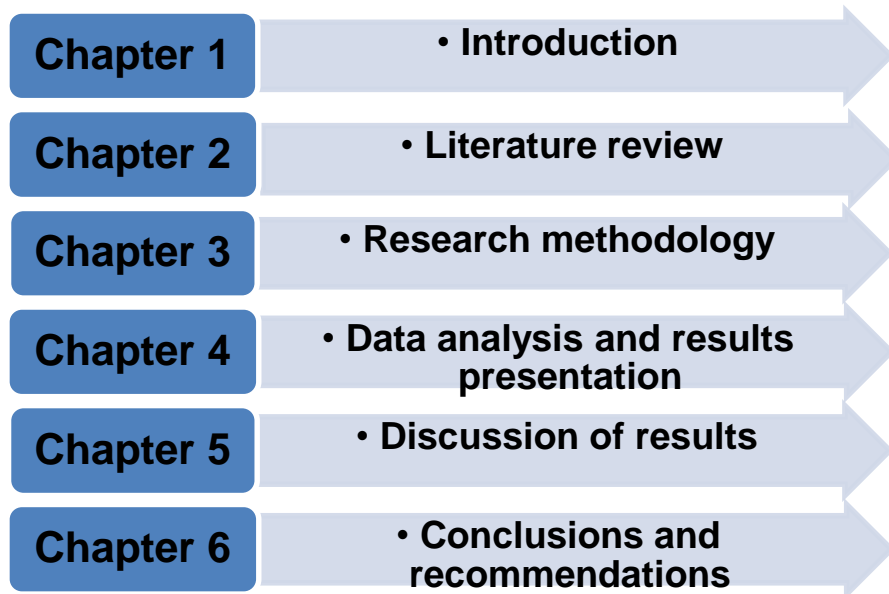 Chapter 1
• Introduction
Chapter 2
• Literature review
Chapter 3
• Research methodology
Chapter 4
• Data analysis and results
presentation
Chapter 5
• Discussion of results
Chapter 6
• Conclusions and
recommendations